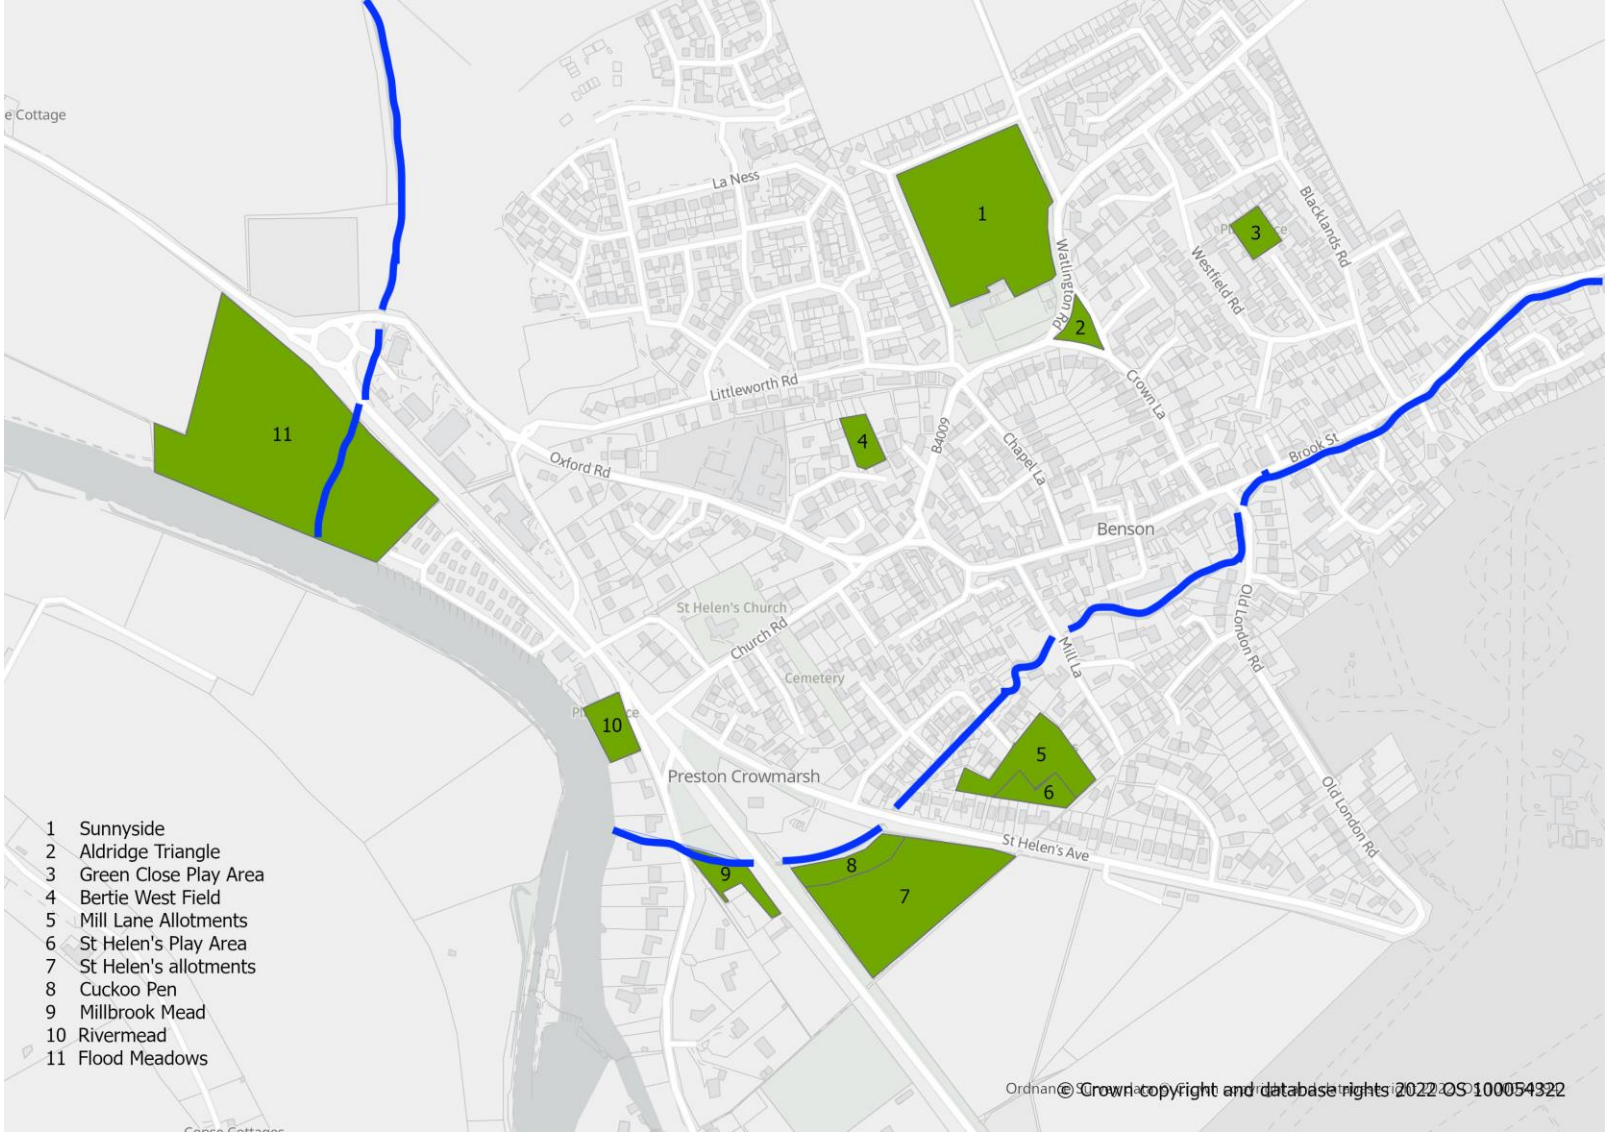 e Cottage
La Ness
1
Watlington Rd
2
3
Westfield Rd
Blacklands Rd
Littleworth Rd
Crown La
11
4
B4009
Chapel La
Brook St
Oxford Rd
Benson
St Helen's Church
Church Rd
Old London Rd
Mill La
Cemetery
10
Preston Crowmarsh
5
6
Old London Rd
St Helen's Ave
8
9
7
1 Sunnyside
2 Aldridge Triangle
3 Green Close Play Area
4 Bertie West Field
5 Mill Lane Allotments
6 St Helen's Play Area
7 St Helen's allotments
8 Cuckoo Pen
9 Millbrook Mead
10 Rivermead
11 Flood Meadows
© Crown copyright and database rights 2022 OS 100054322